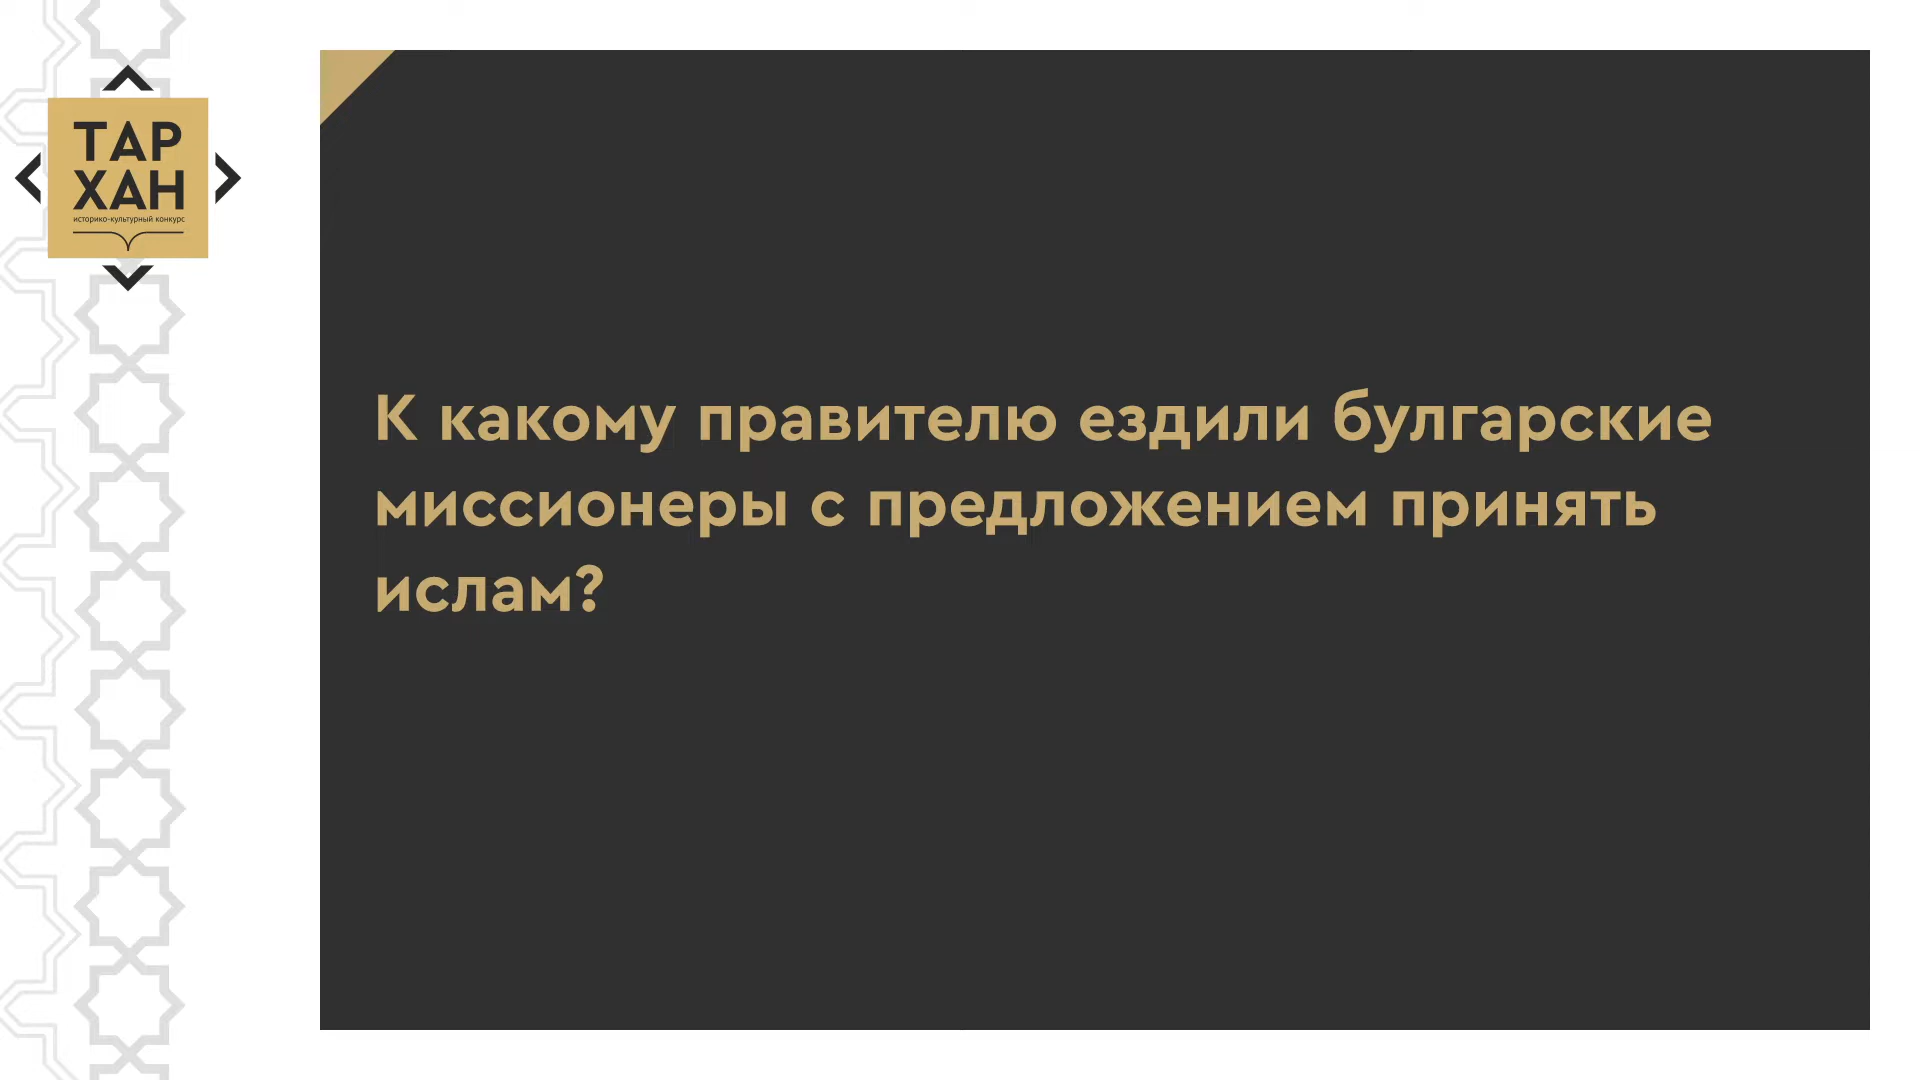 ТАР
ХАН
историко-культурный конкурс
К какому правителю ездили булгарские
миссионеры с предложением принять
ислам?